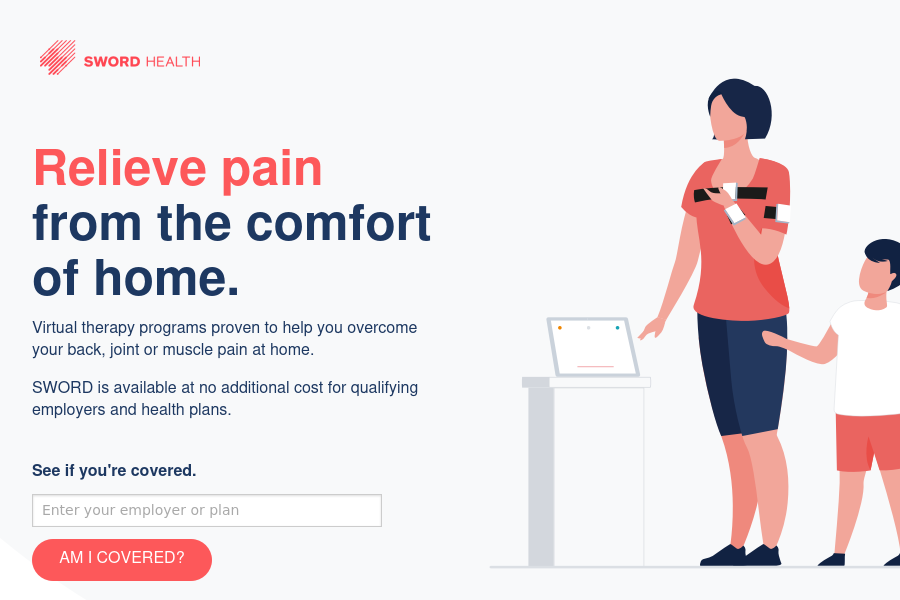 SWORD HEALTH
Relieve pain
from the comfort
of home.
Virtual therapy programs proven to help you overcome
your back, joint or muscle pain at home.
SWORD is available at no additional cost for qualifying
employers and health plans.
See if you're covered.
Enter your employer or plan
AM I COVERED?